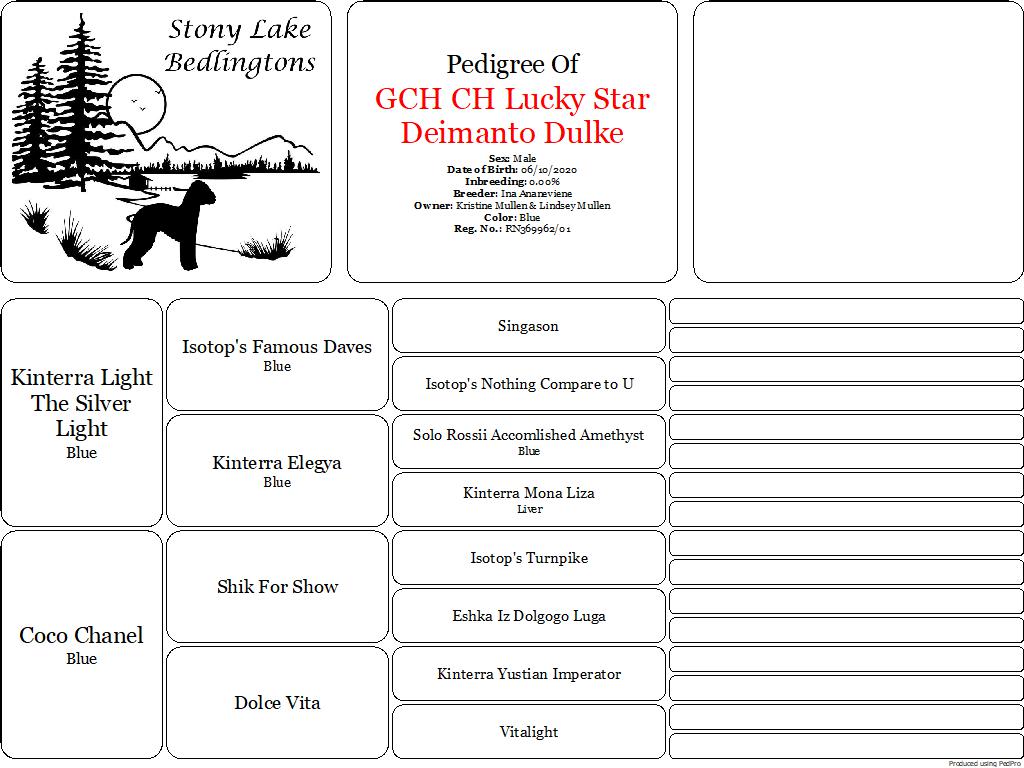 Stony Lake
Bedlingtons
Pedigree Of
GCH CH Lucky Star
Deimanto Dulke
Sex: Male
Date of Birth: 06/10/2020
Inbreeding: 0.00%
Breeder: Ina Ananeviene
Owner: Kristine Mullen & Lindsey Mullen
Color: Blue
Reg. No.: RN369962/01
Kinterra Light
The Silver
Light
Blue
Coco Chanel
Blue
Isotop's Famous Daves
Blue
Kinterra Elegya
Blue
Shik For Show
Dolce Vita
Singason
Isotop's Nothing Compare to U
Solo Rossii Accomlished Amethyst
Blue
Kinterra Mona Liza
Liver
Isotop's Turnpike
Eshka Iz Dolgogo Luga
Kinterra Yustian Imperator
Vitalight
Produced using PedPro